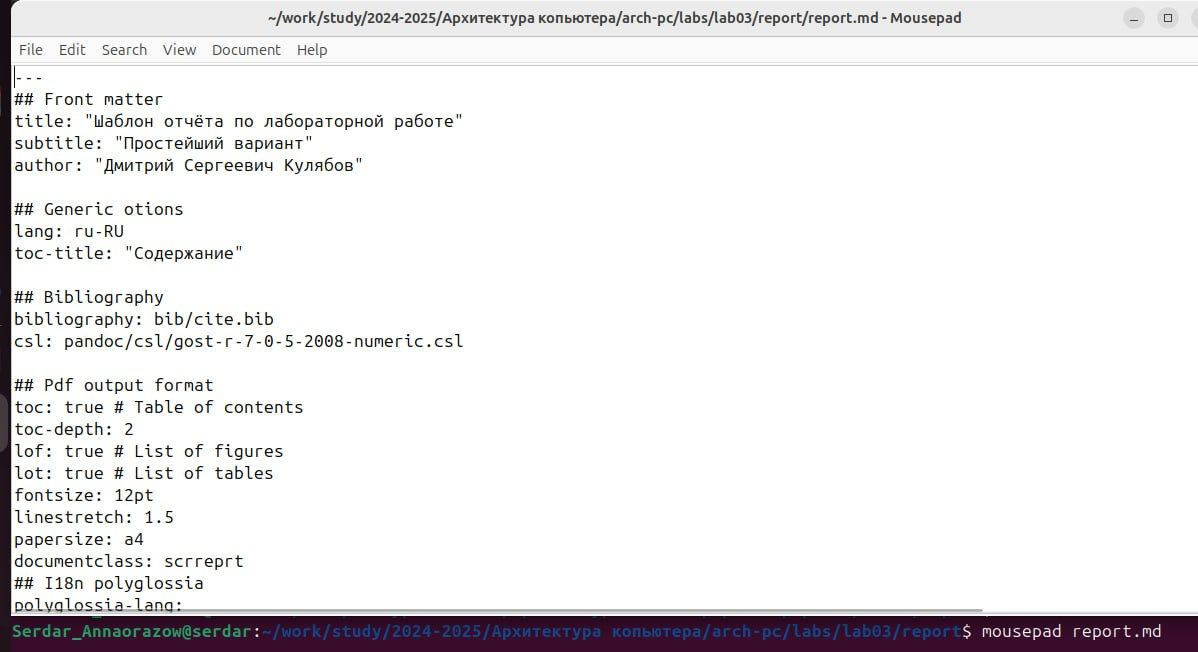 ~/work/study/2024-2025/Архитектура копьютера/arch-pc/labs/lab03/report/report.md - Mousepad
File Edit Search View Document Help
---
## Front matter
title: "Шаблон отчёта по лабораторной работе"
subtitle: "Простейший вариант"
author: "Дмитрий Сергеевич Кулябов"
## Generic otions
lang: ru-RU
toc-title: "Содержание"
## Bibliography
bibliography: bib/cite.bib
csl: pandoc/csl/gost-r-7-0-5-2008-numeric.csl
## Pdf output format
toc: true # Table of contents
toc-depth: 2
lof: true # List of figures
lot: true # List of tables
fontsize: 12pt
linestretch: 1.5
papersize: a4
documentclass: scrreprt
## I18n polyglossia
polyglossia-lang:
Serdar_Annaorazow@serdar:~/work/study/2024-2025/Архитектура копьютера/arch-pc/labs/lab03/report$ mousepad report.md